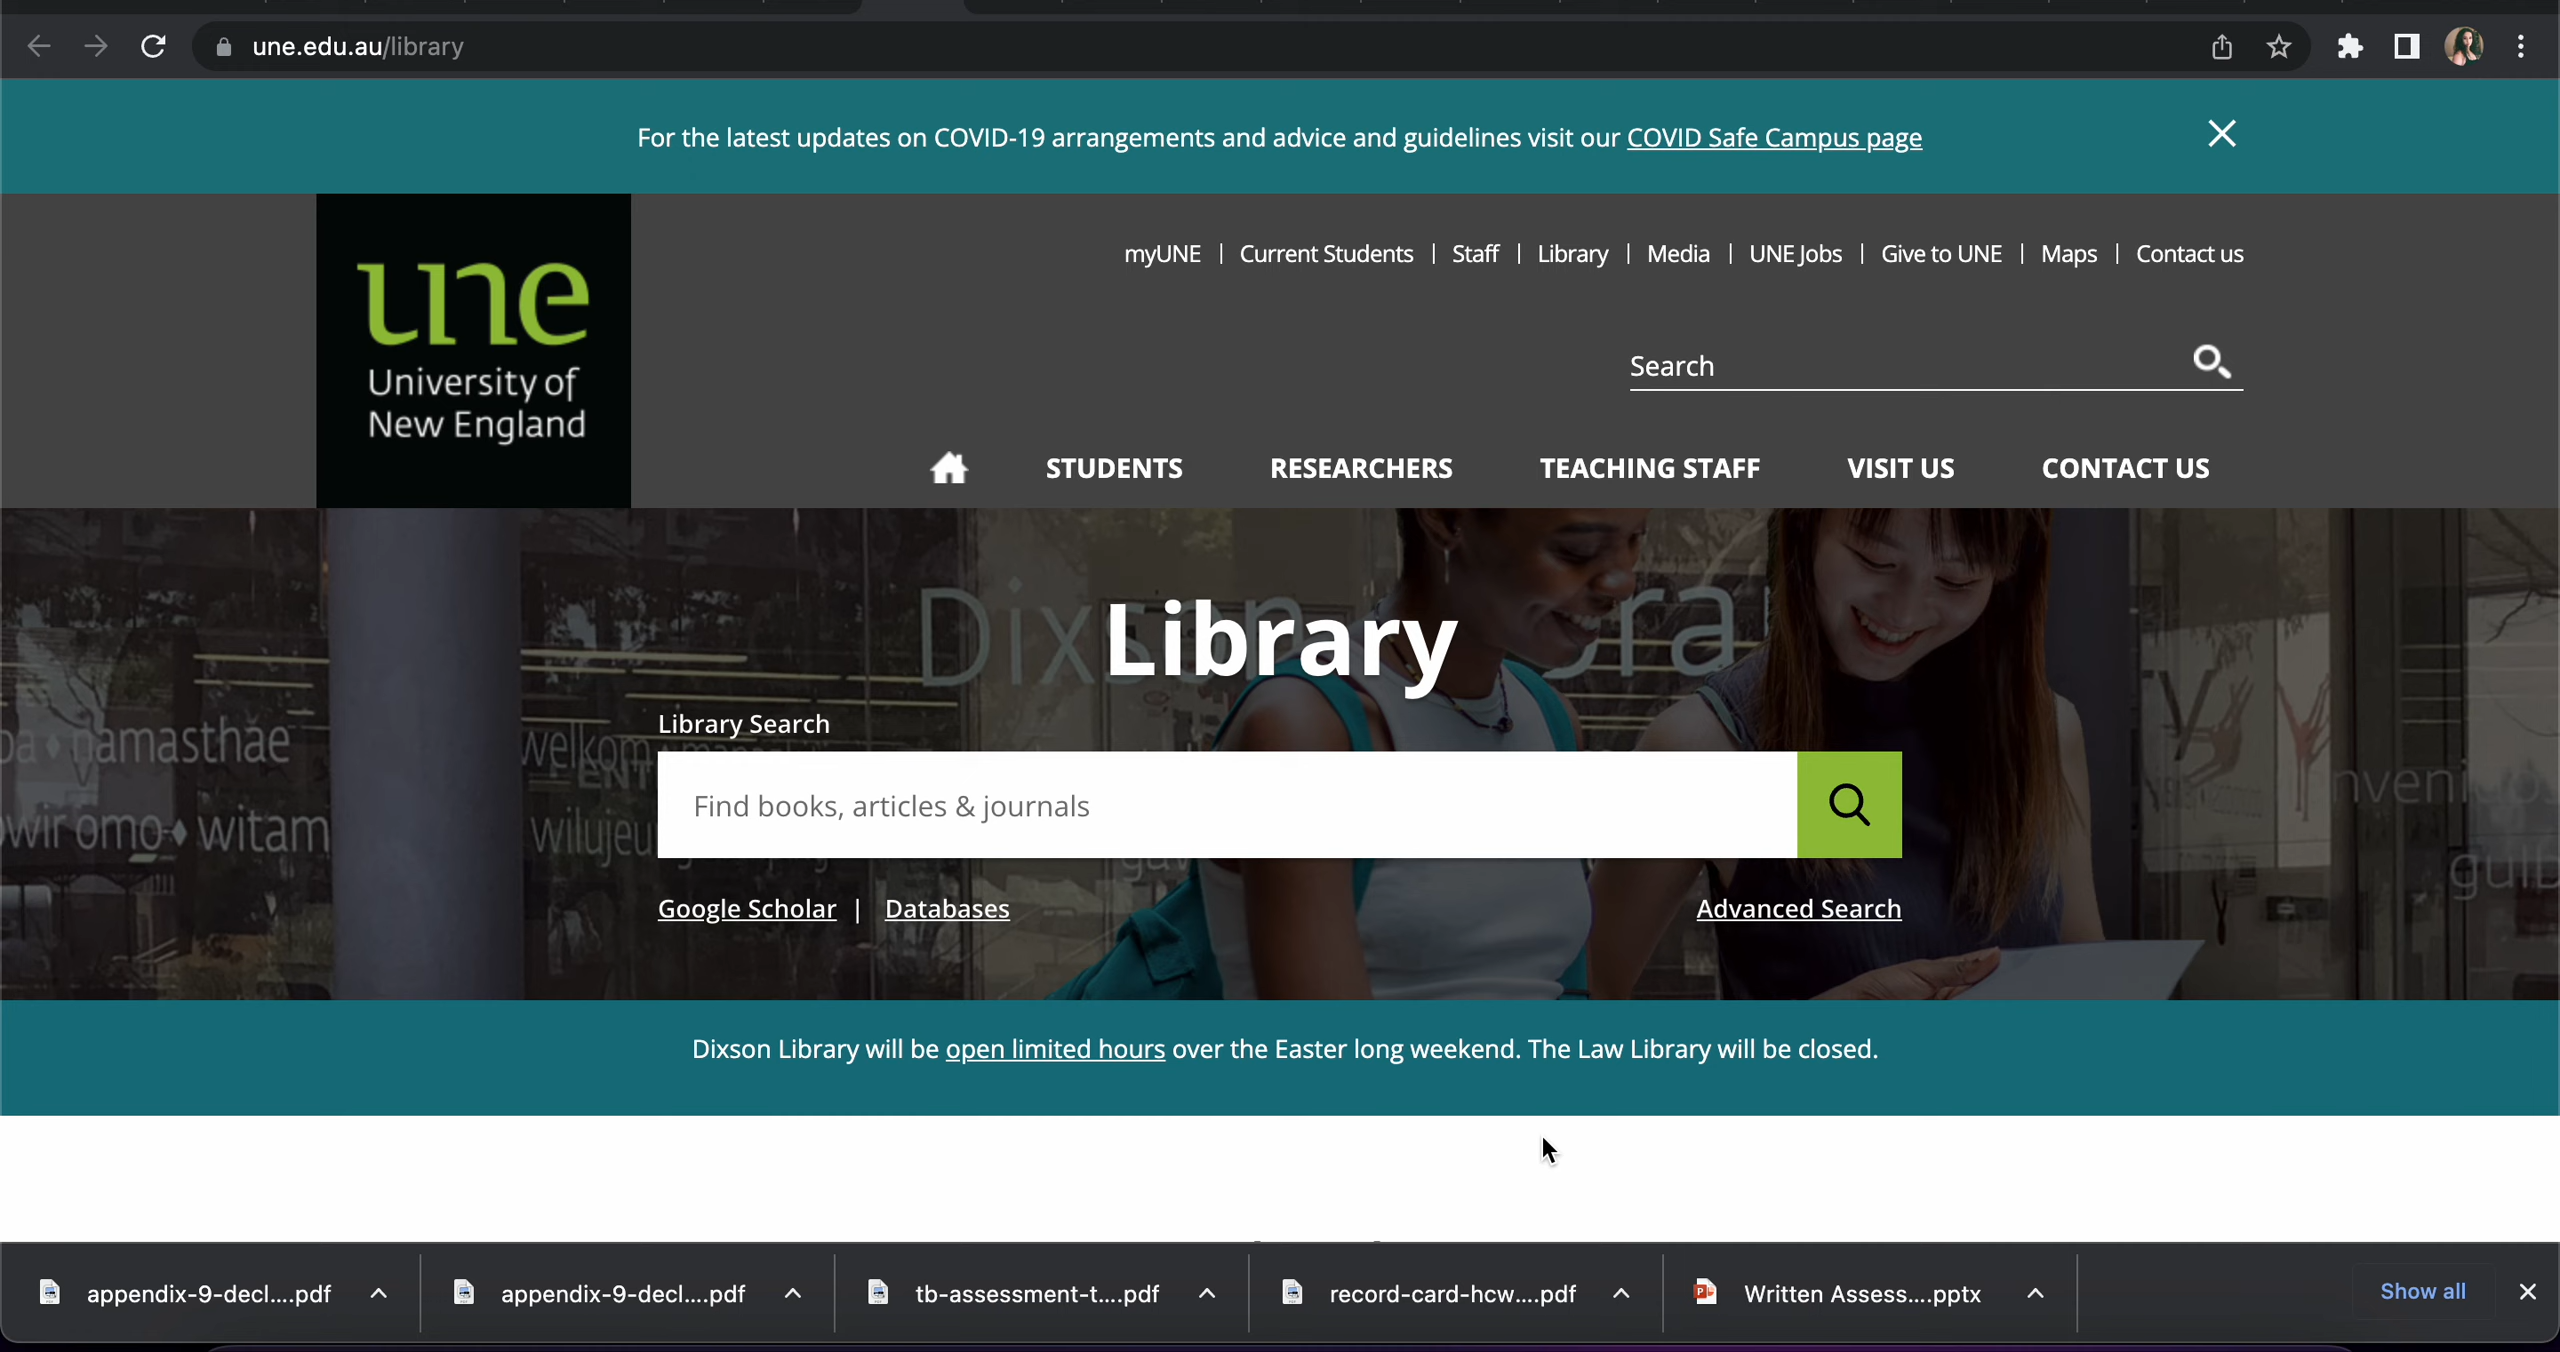 une.edu.au/library
For the latest updates on COVID-19 arrangements and advice and guidelines visit our COVID Safe Campus page
une
University of
New England
myUNE | Current Students | Staff | Library | Media | UNE Jobs | Give to UNE | Maps | Contact us
Search
STUDENTS RESEARCHERS TEACHING STAFF VISIT US CONTACT US
Library
Library Search
namasthae
welkom
Find books, articles & journals
witam
Google Scholar | Databases
Advanced Search
Dixson Library will be open limited hours over the Easter long weekend. The Law Library will be closed.
appendix-9-decl....pdf appendix-9-decl....pdf tb-assessment-t....pdf record-card-hcw....pdf Written Assess....pptx Show all